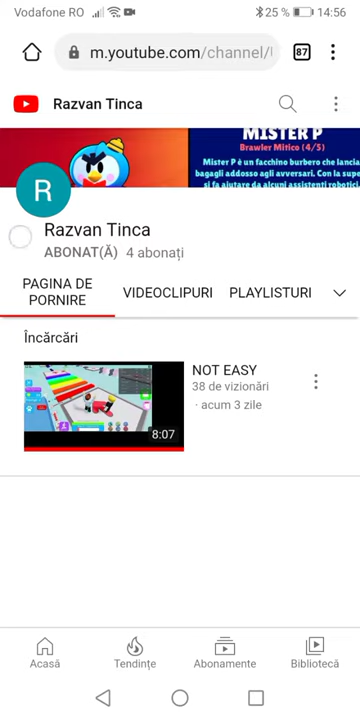 Vodafone RO 25 % 14:56
m.youtube.com/channel/
87
Razvan Tinca
MISTER P
Brawler Mitico (4/5)
Mister P è un facchino burbero che lancia
bagagli addosso agli avversari. Con la supe
si fa aiutare da alcuni assistenti robotici
R
Razvan Tinca
ABONAT(Ă) 4 abonați
PAGINA DE
PORNIRE
VIDEOCLIPURI
PLAYLISTURI
Încărcări
NOT EASY
38 de vizionări
· acum 3 zile
8:07
Acasă
Tendințe
Abonamente
Bibliotecă